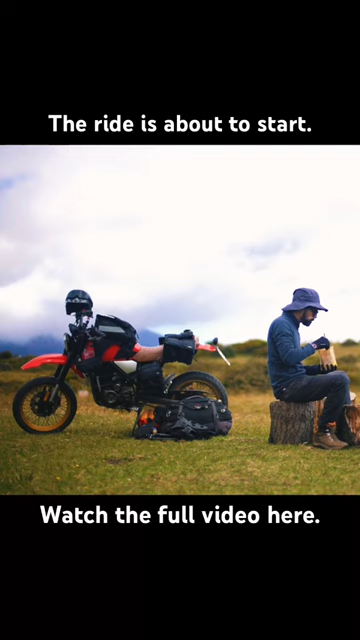 The ride is about to start.
Watch the full video here.